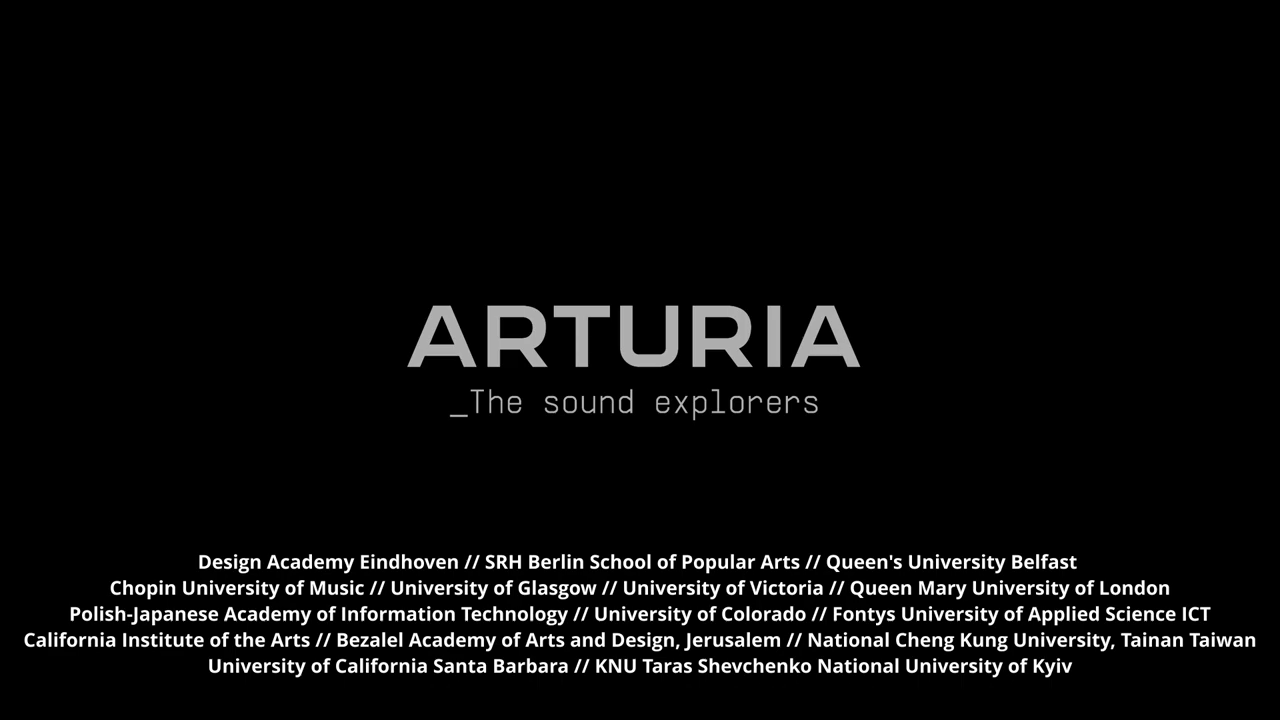 ARTURIA
_The sound explorers
Design Academy Eindhoven // SRH Berlin School of Popular Arts // Queen's University Belfast
Chopin University of Music // University of Glasgow // University of Victoria // Queen Mary University of London
Polish-Japanese Academy of Information Technology // University of Colorado // Fontys University of Applied Science ICT
California Institute of the Arts // Bezalel Academy of Arts and Design, Jerusalem // National Cheng Kung University, Tainan Taiwan
University of California Santa Barbara // KNU Taras Shevchenko National University of Kyiv